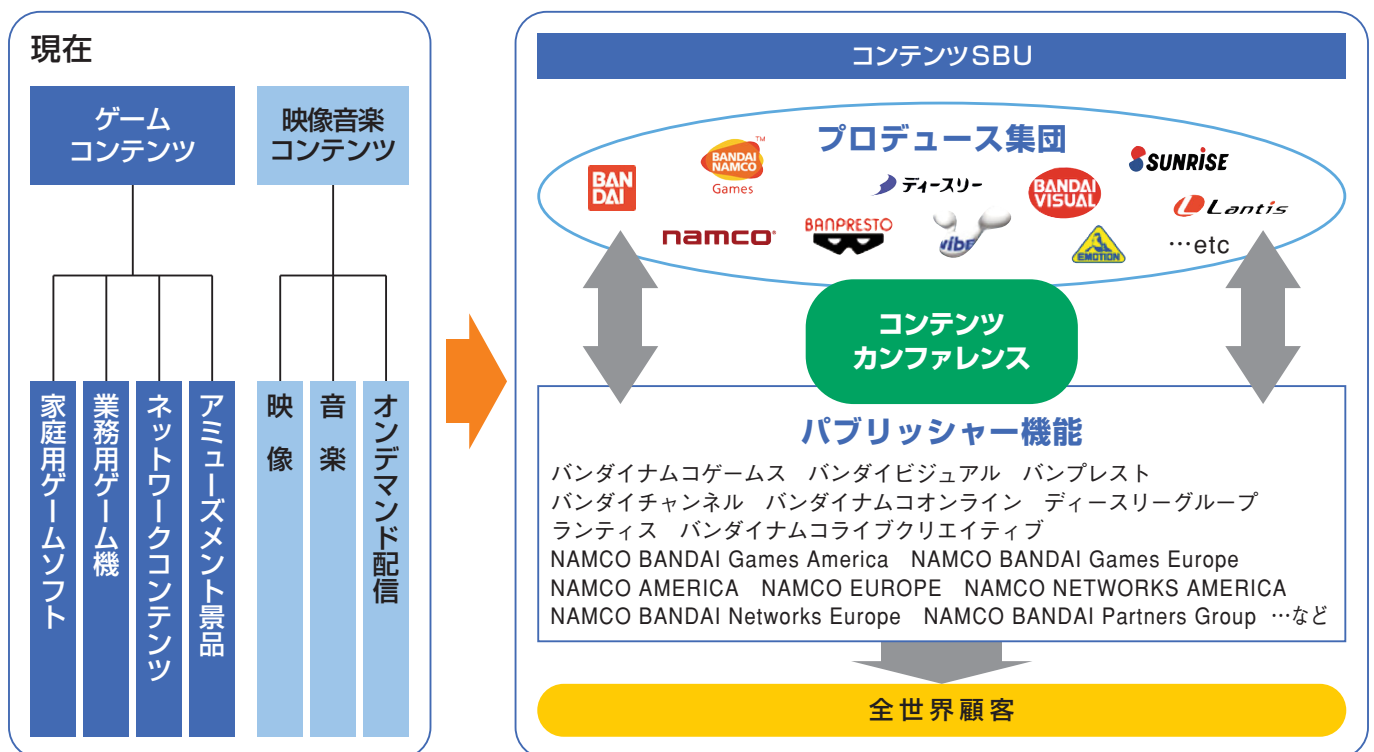 現在
ゲーム
コンテンツ
映像音楽
コンテンツ
家庭用ゲームソフト
業務用ゲーム機
ネットワークコンテンツ
アミューズメント景品
映像
音楽
オンデマンド配信
コンテンツSBU
プロデュース集団
BAN
DAI
BANDAI
NAMCO
TM
Games
ディースリー
BANDAI
VISUAL
SUNRISE
Lantis
namco
BANPRESTO
vibe
EMOTION
…etc
コンテンツ
カンファレンス
パブリッシャー機能
バンダイナムコゲームス バンダイビジュアル バンプレスト
バンダイチャンネル バンダイナムコオンライン ディースリーグループ
ランティス バンダイナムコライブクリエイティブ
NAMCO BANDAI Games America NAMCO BANDAI Games Europe
NAMCO AMERICA NAMCO EUROPE NAMCO NETWORKS AMERICA
NAMCO BANDAI Networks Europe NAMCO BANDAI Partners Group …など
全世界顧客